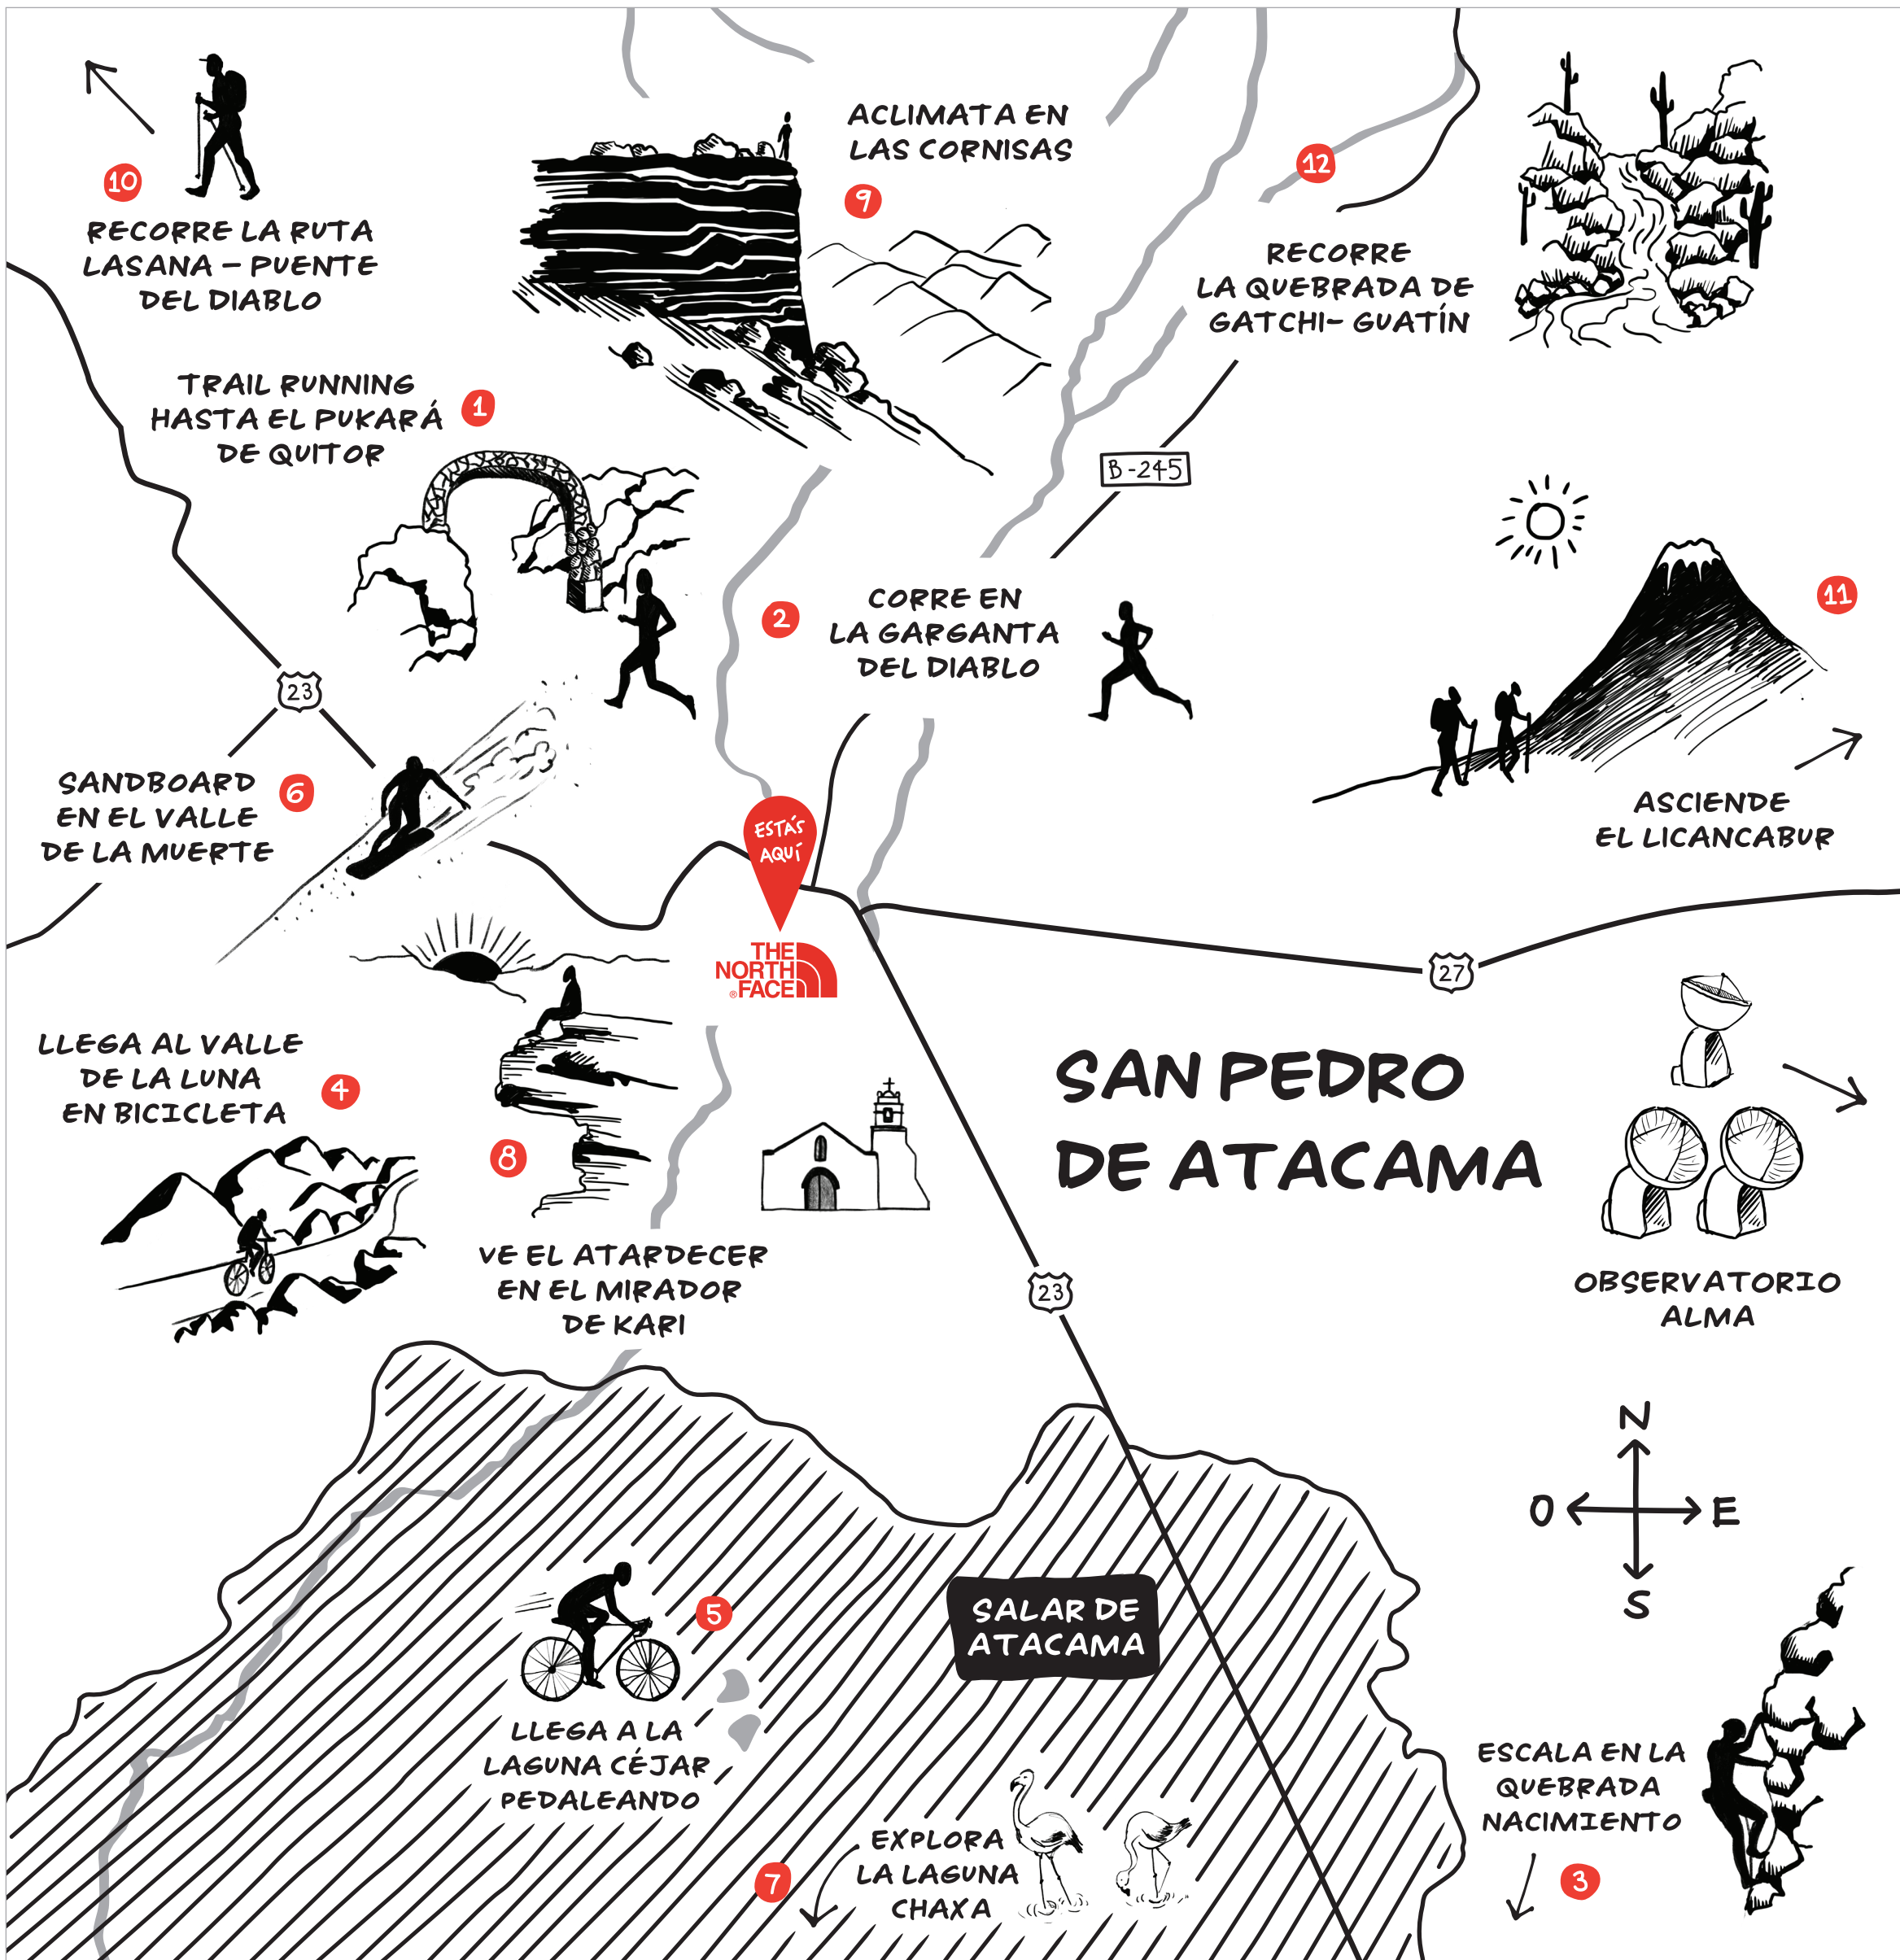 10
RECORRE LA RUTA
LASANA – PUENTE
DEL DIABLO
ACLIMATA EN
LAS CORNISAS
9
12
RECORRE
LA QUEBRADA DE
GATCHI– GUATÍN
TRAIL RUNNING
HASTA EL PUKARÁ
DE QUITOR
1
B-245
2
CORRE EN
LA GARGANTA
DEL DIABLO
11
ASCIENDE
EL LICANCABUR
23
SANDBOARD
EN EL VALLE
DE LA MUERTE
6
ESTÁS
AQUÍ
THE
NORTH
FACE®
27
LLEGA AL VALLE
DE LA LUNA
EN BICICLETA
4
8
VE EL ATARDECER
EN EL MIRADOR
DE KARI
SAN PEDRO
DE ATACAMA
23
OBSERVATORIO
ALMA
N
O
E
S
5
LLEGA A LA
LAGUNA CÉJAR
PEDALEANDO
SALAR DE
ATACAMA
7
EXPLORA
LA LAGUNA
CHAXA
ESCALA EN LA
QUEBRADA
NACIMIENTO
3